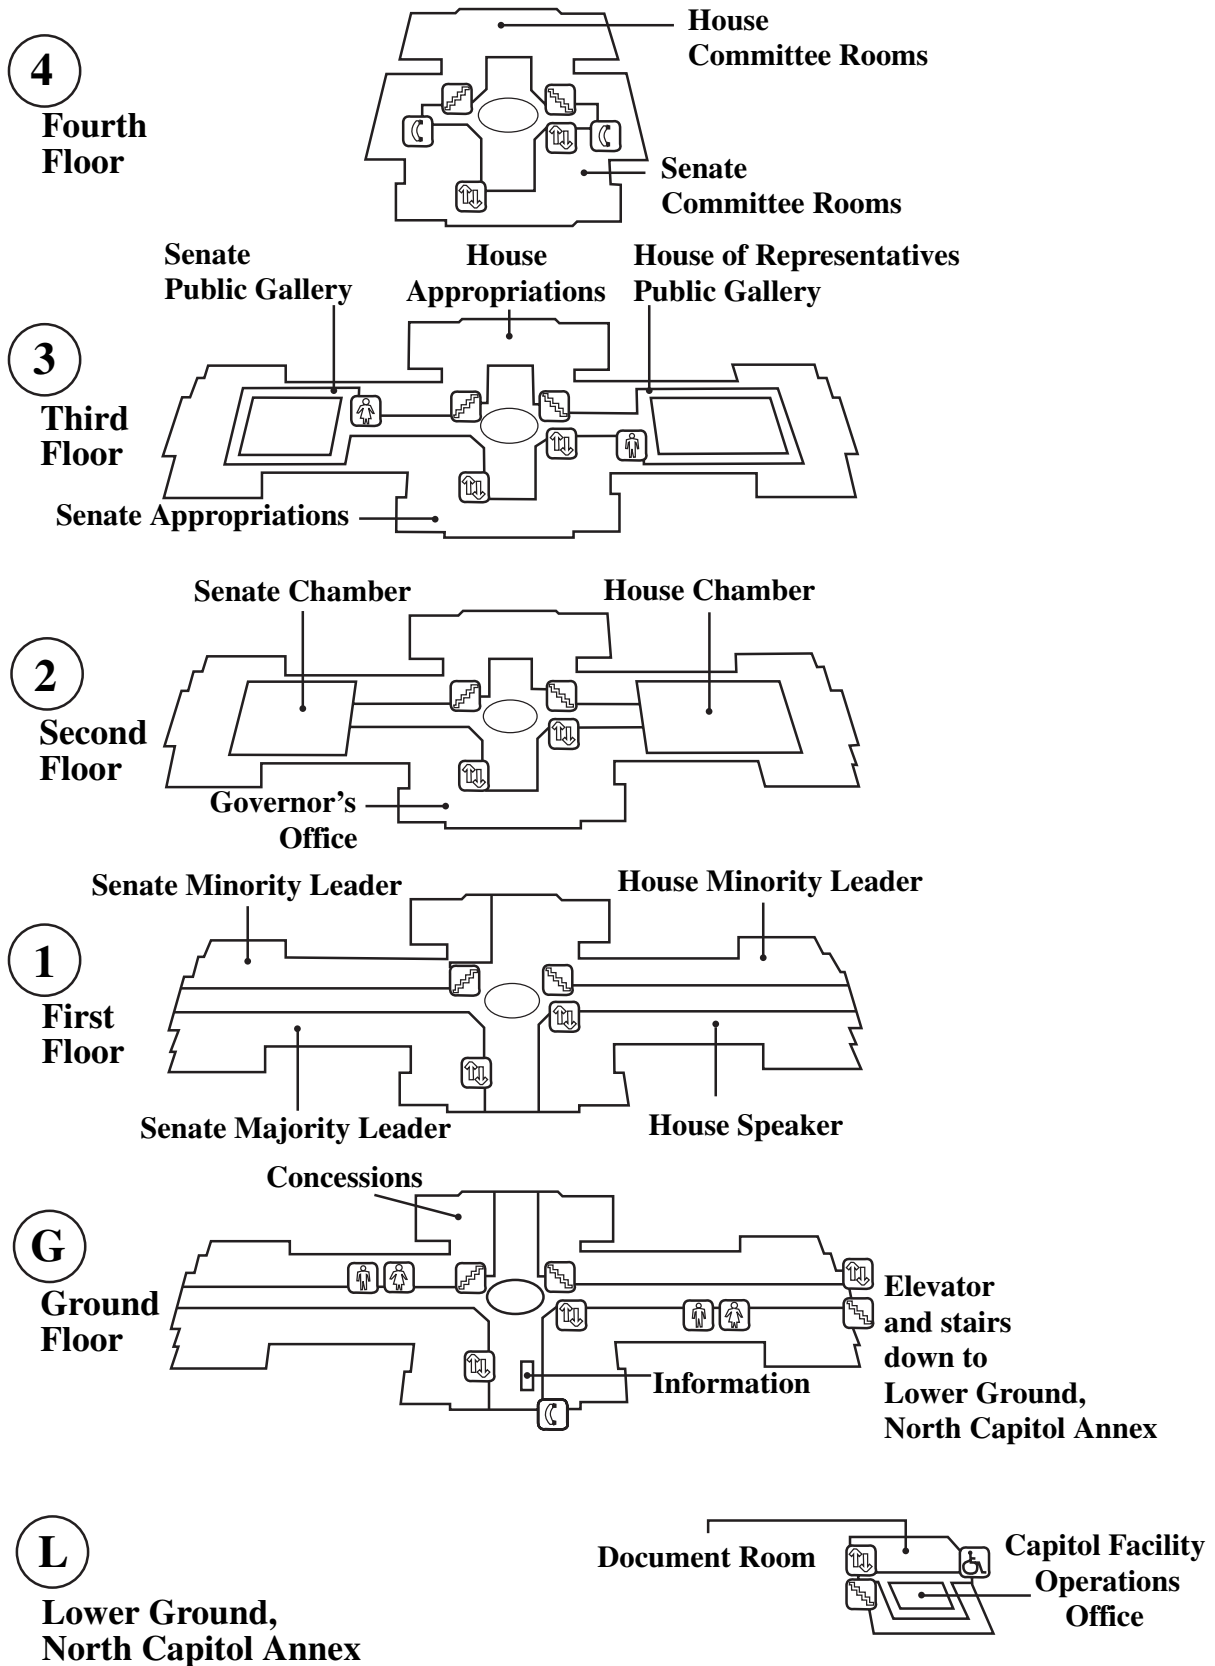 House
Committee Rooms
4
Fourth
Floor
Senate
Committee Rooms
Senate
Public Gallery
House
Appropriations
House of Representatives
Public Gallery
3
Third
Floor
Senate Appropriations
Senate Chamber
House Chamber
2
Second
Floor
Governor's
Office
Senate Minority Leader
House Minority Leader
1
First
Floor
Senate Majority Leader
House Speaker
Concessions
G
Ground
Floor
Elevator
and stairs
down to
Lower Ground,
North Capitol Annex
Information
L
Lower Ground,
North Capitol Annex
Document Room
Capitol Facility
Operations
Office